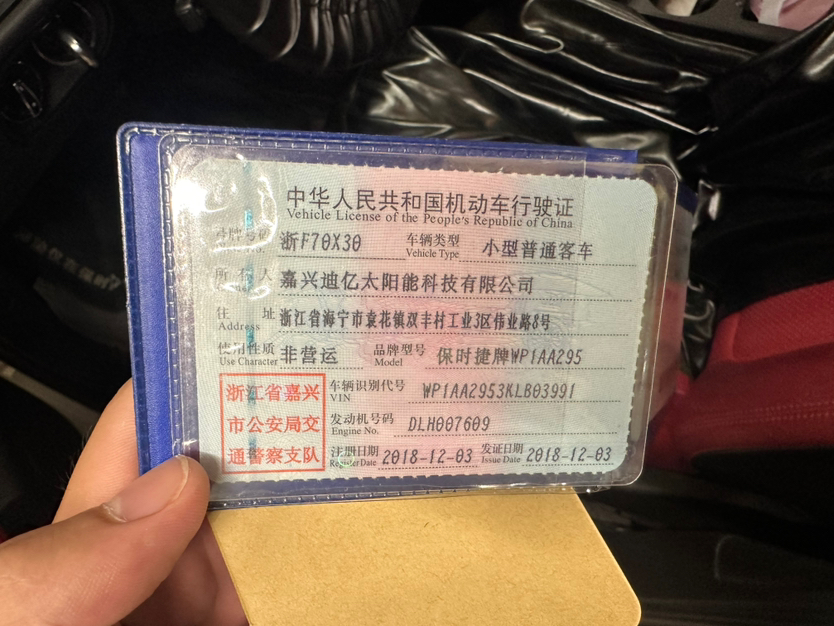 中华人民共和国机动车行驶证
Vehicle License of the People's Republic of China
号牌号码 浙F70X30 车辆类型 Vehicle Type 小型普通客车
所有人 嘉兴迪亿太阳能科技有限公司
住址 Address 浙江省海宁市袁花镇双丰村工业3区伟业路8号
使用性质 Use Character 非营运 品牌型号 Model 保时捷牌WP1AA295
浙江省嘉兴
市公安局交
通警察支队
车辆识别代号 VIN WP1AA2953KLB03991
发动机号码 Engine No. DLH007609
注册日期 Register Date 2018-12-03 发证日期 Issue Date 2018-12-03